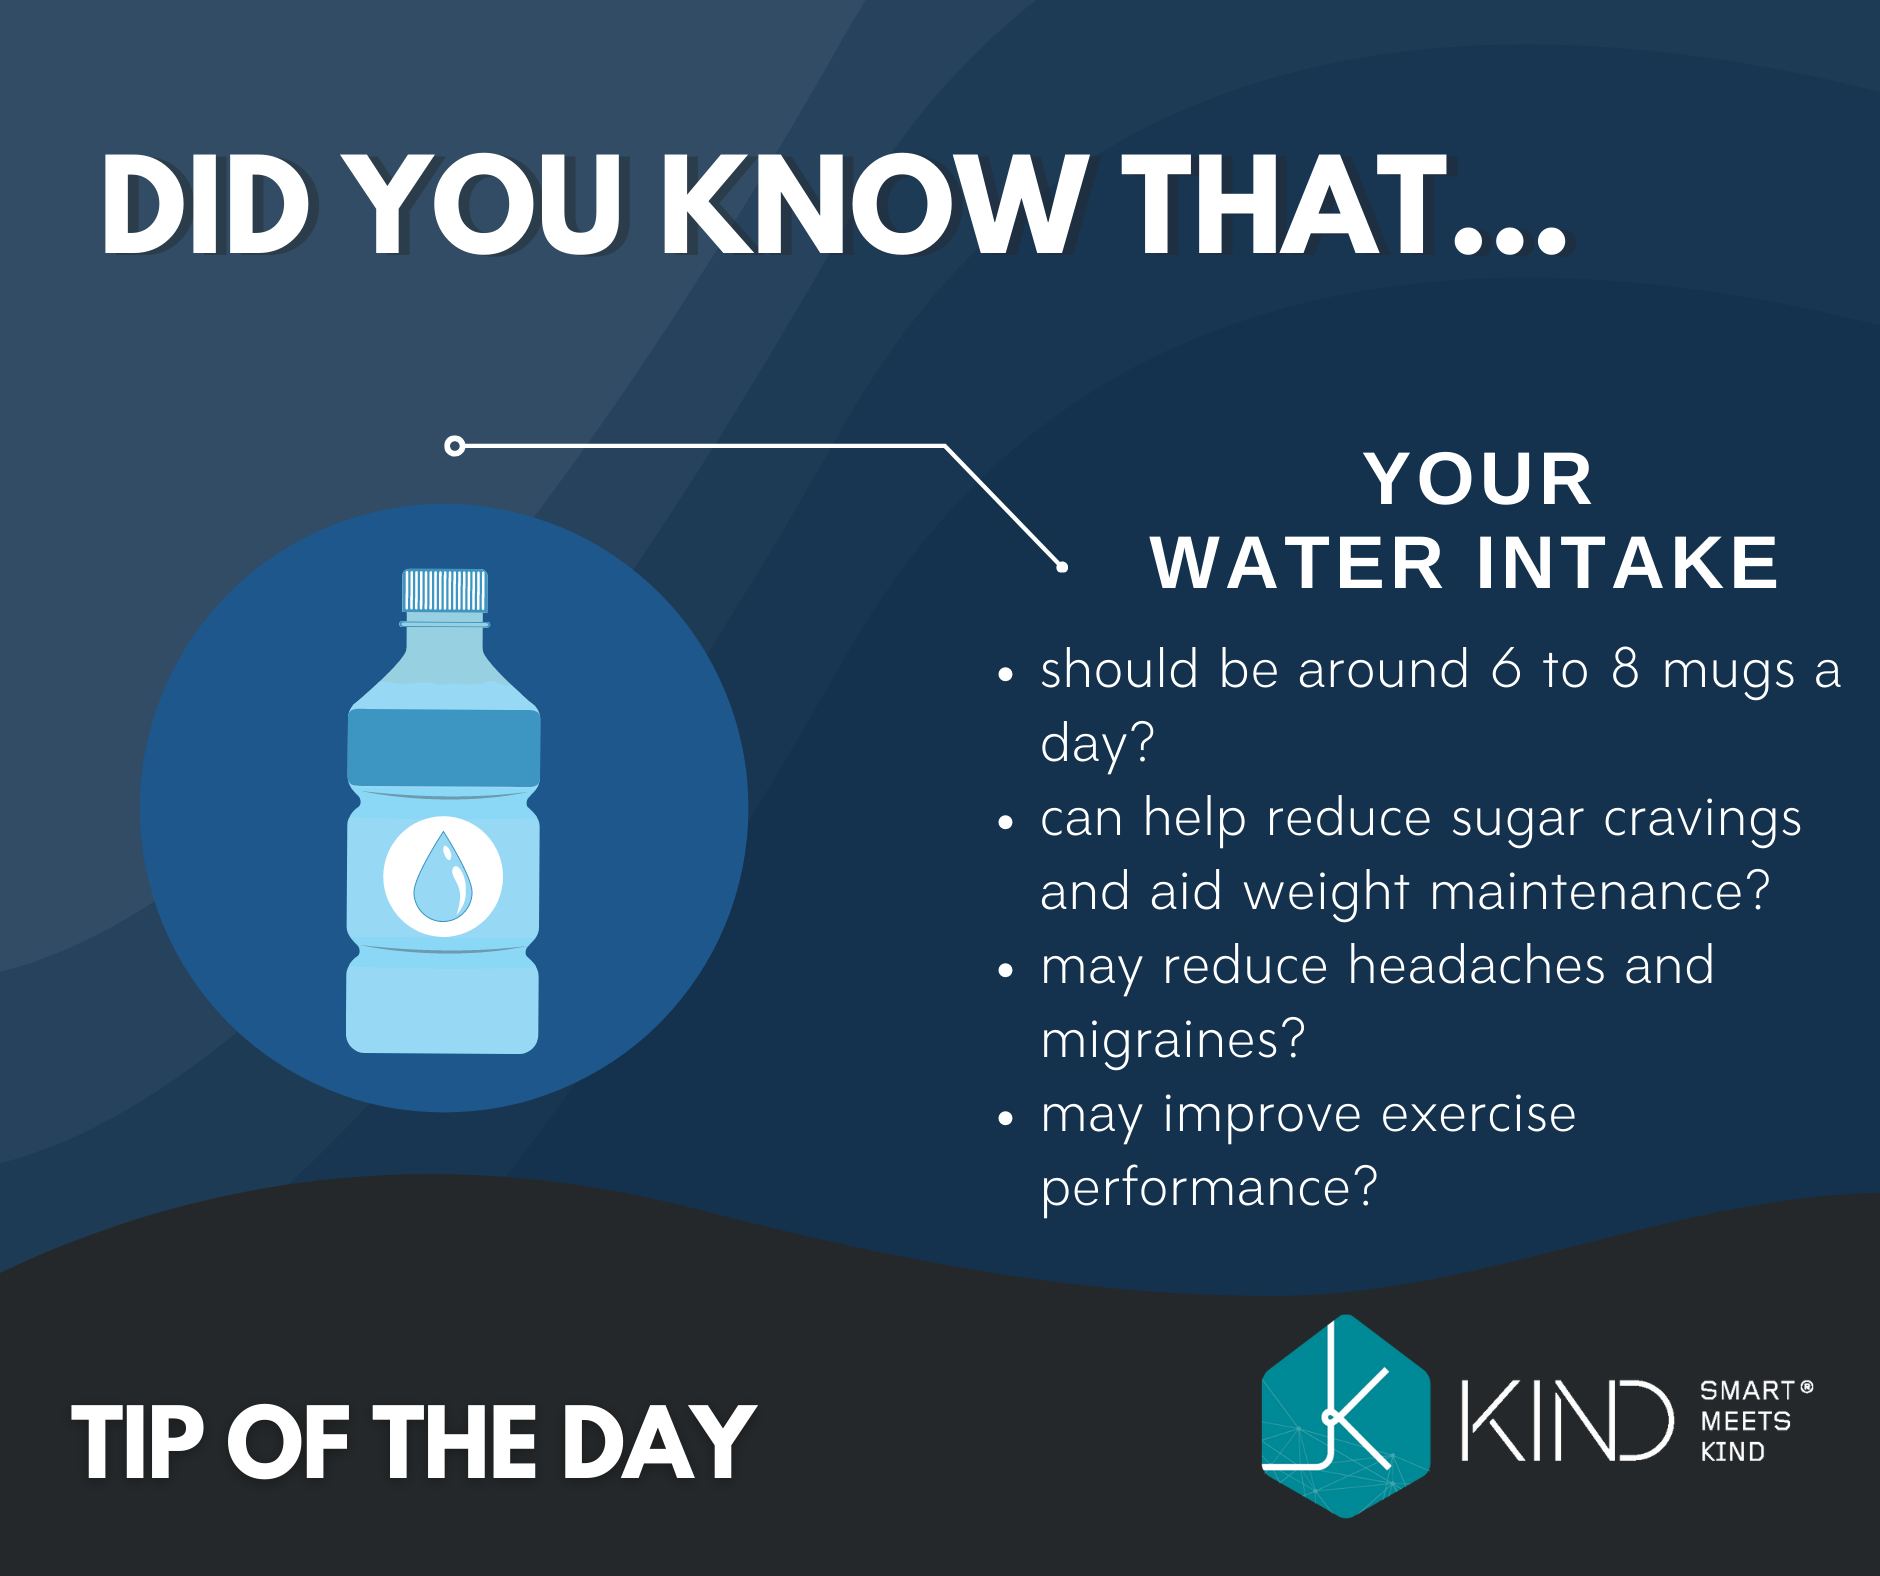 DID YOU KNOW THAT...
YOUR
WATER INTAKE
• should be around 6 to 8 mugs a
day?
• can help reduce sugar cravings
and aid weight maintenance?
• may reduce headaches and
migraines?
• may improve exercise
performance?
TIP OF THE DAY
KIND
SMART®
MEETS
KIND